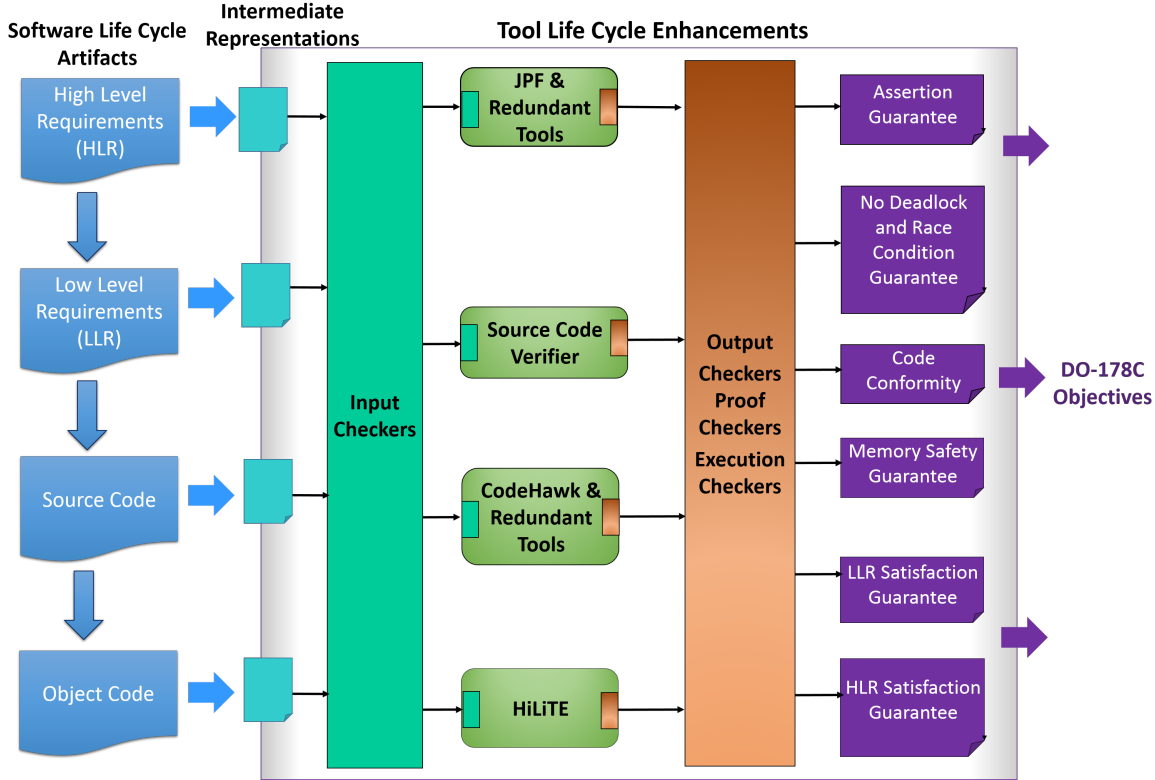 Software Life Cycle
Artifacts
Intermediate
Representations
Tool Life Cycle Enhancements
High Level
Requirements
(HLR)
Low Level
Requirements
(LLR)
Source Code
Object Code
Input
Checkers
JPF &
Redundant
Tools
Source Code
Verifier
CodeHawk &
Redundant
Tools
HiLiTE
Output
Checkers
Proof
Checkers
Execution
Checkers
Assertion
Guarantee
No Deadlock
and Race
Condition
Guarantee
Code
Conformity
Memory Safety
Guarantee
LLR Satisfaction
Guarantee
HLR Satisfaction
Guarantee
DO-178C
Objectives